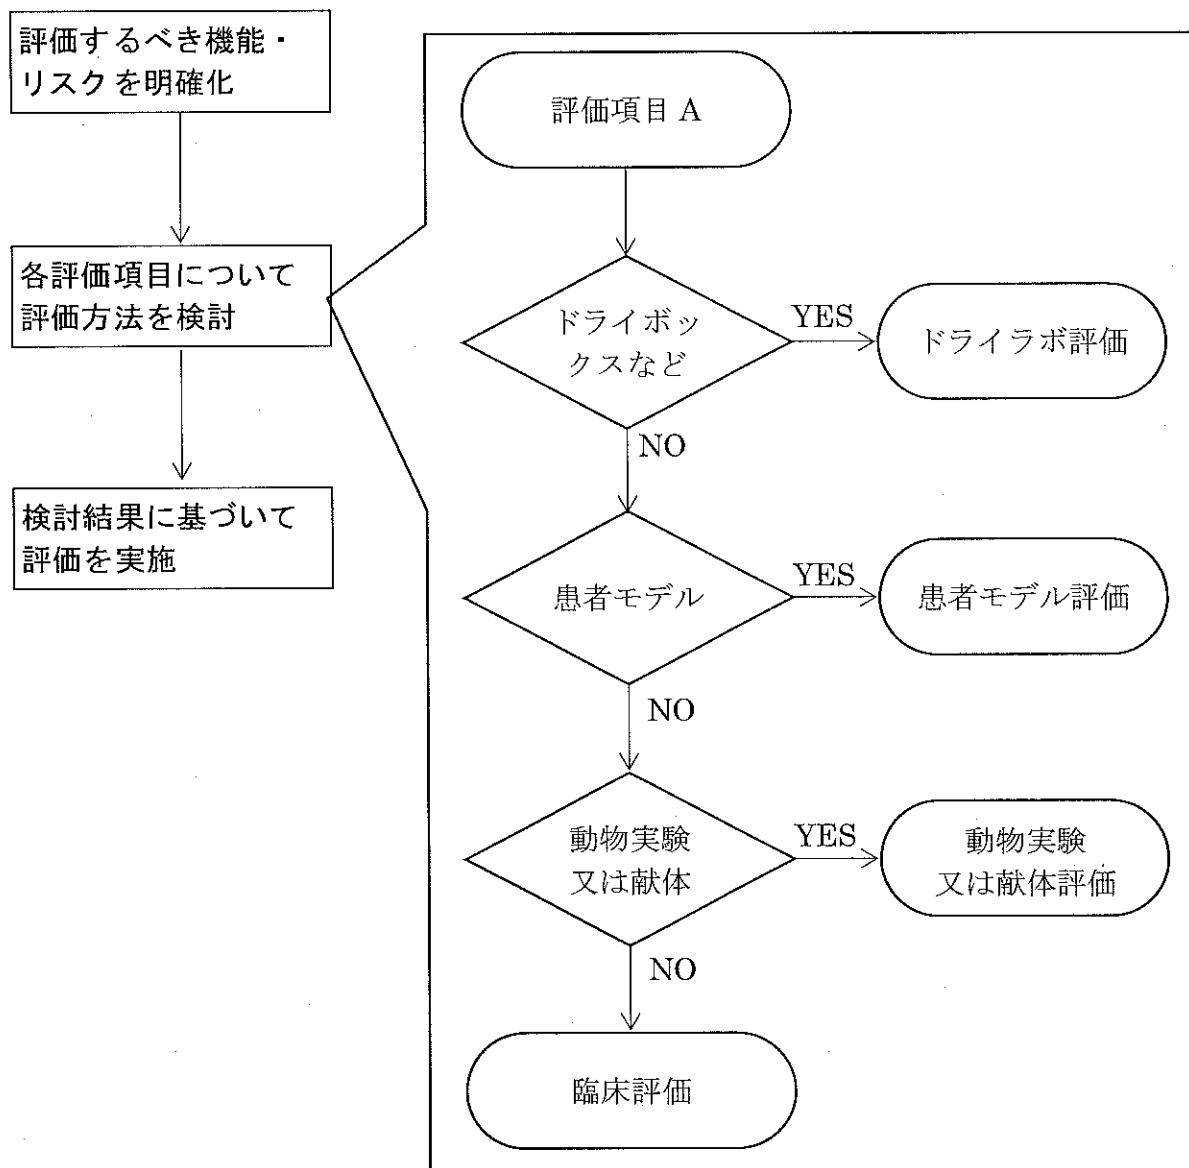 評価するべき機能・
リスクを明確化
各評価項目について
評価方法を検討
検討結果に基づいて
評価を実施
評価項目 A
ドライボッ
クスなど
YES
ドライラボ評価
NO
患者モデル
YES
患者モデル評価
NO
動物実験
又は献体
YES
動物実験
又は献体評価
NO
臨床評価